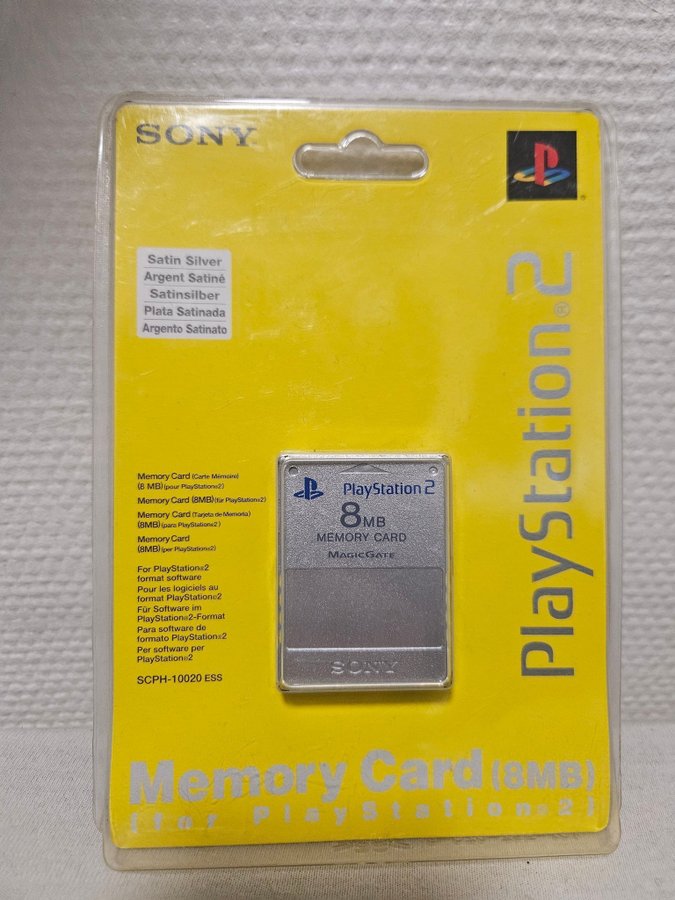 SONY
Satin Silver
Argent Satiné
Satinsilber
Plata Satinada
Argento Satinato
PlayStation®2
Memory Card (Carte Mémoire)
(8 MB) (pour PlayStation®2)
Memory Card (8MB) (für PlayStation®2)
Memory Card (Tarjeta de Memoria)
(8MB) (para PlayStation®2)
Memory Card
(8MB) (per PlayStation®2)
For PlayStation®2
format software
Pour les logiciels au
format PlayStation®2
Für Software im
PlayStation®2-Format
Para software de
formato PlayStation®2
Per software per
PlayStation®2
SCPH-10020 ESS
PlayStation 2
8MB
MEMORY CARD
MAGICGATE
SONY
Memory Card (8MB)
(for PlayStation®2)